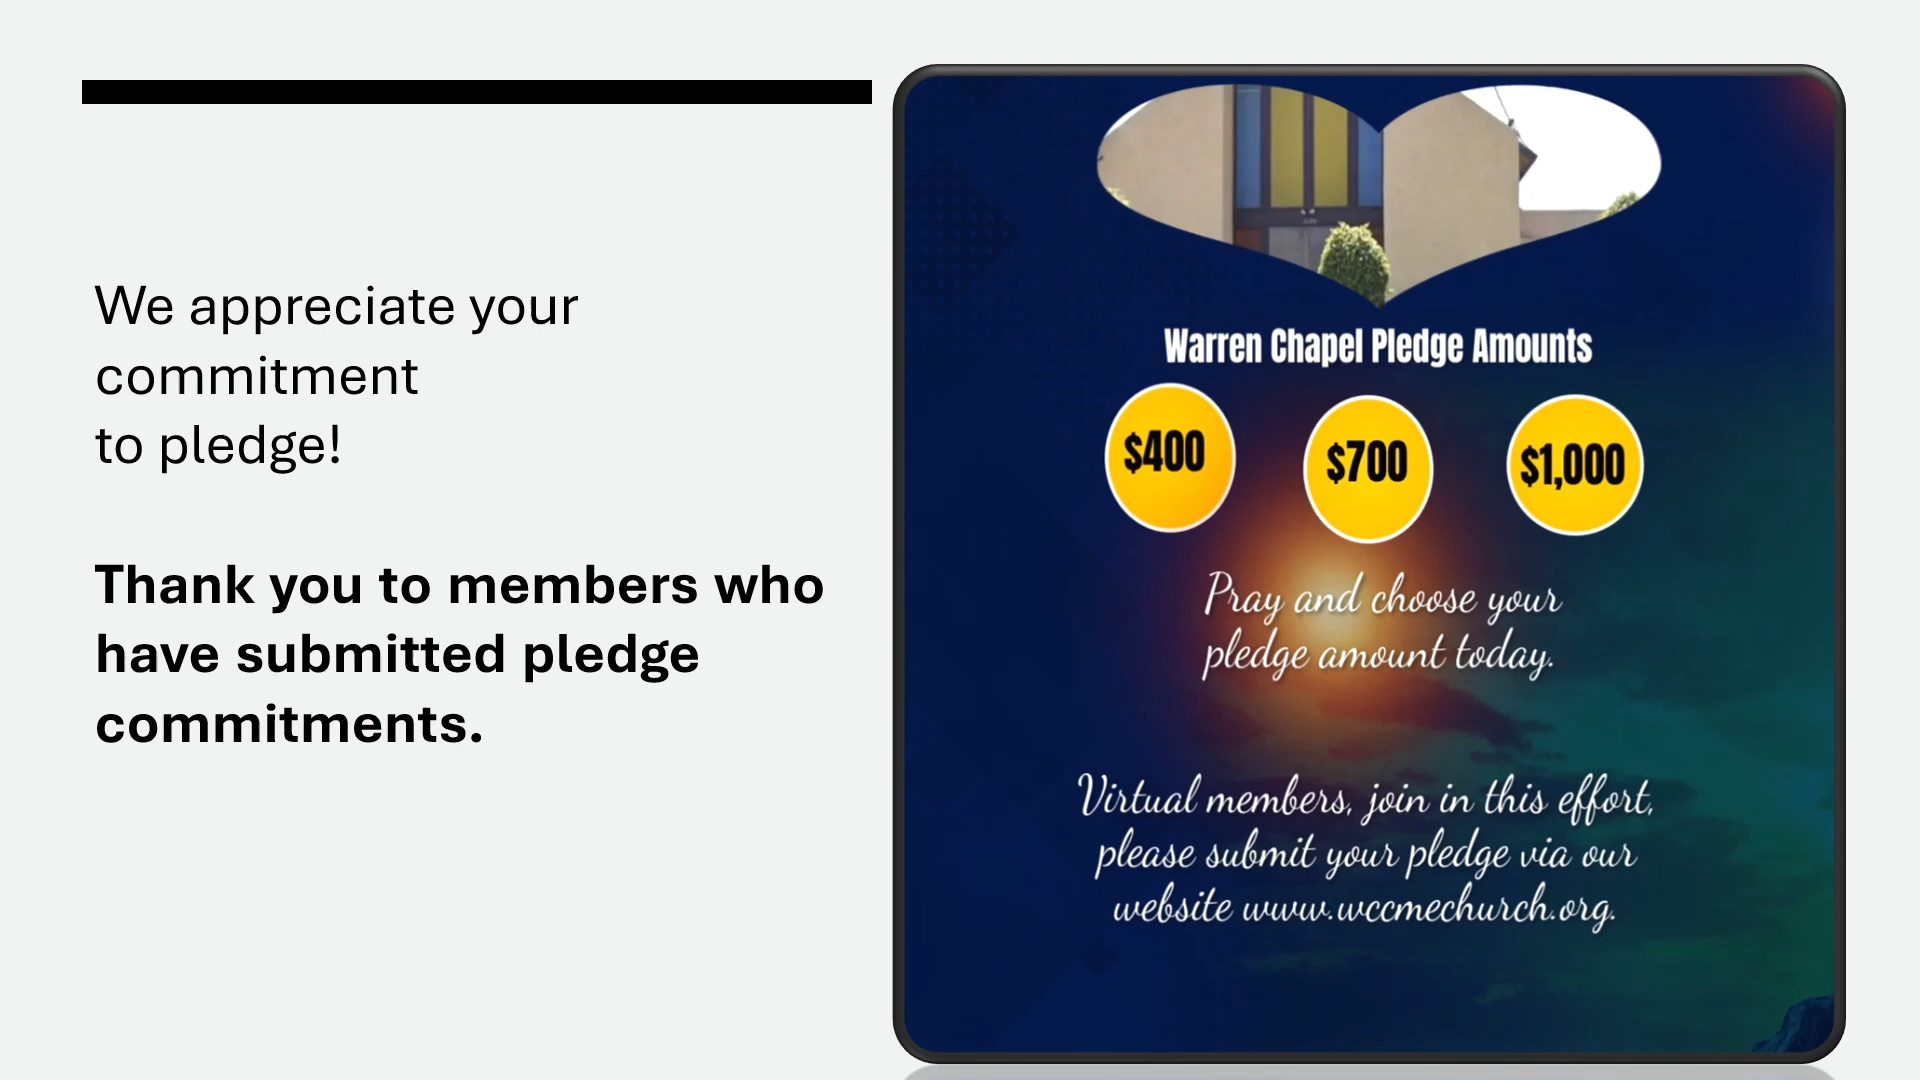 We appreciate your
commitment
to pledge!
Thank you to members who
have submitted pledge
commitments.
Warren Chapel Pledge Amounts
$400
$700
$1,000
Pray and choose your
pledge amount today.
Virtual members, join in this effort,
please submit your pledge via our
website www.wccmechurch.org.